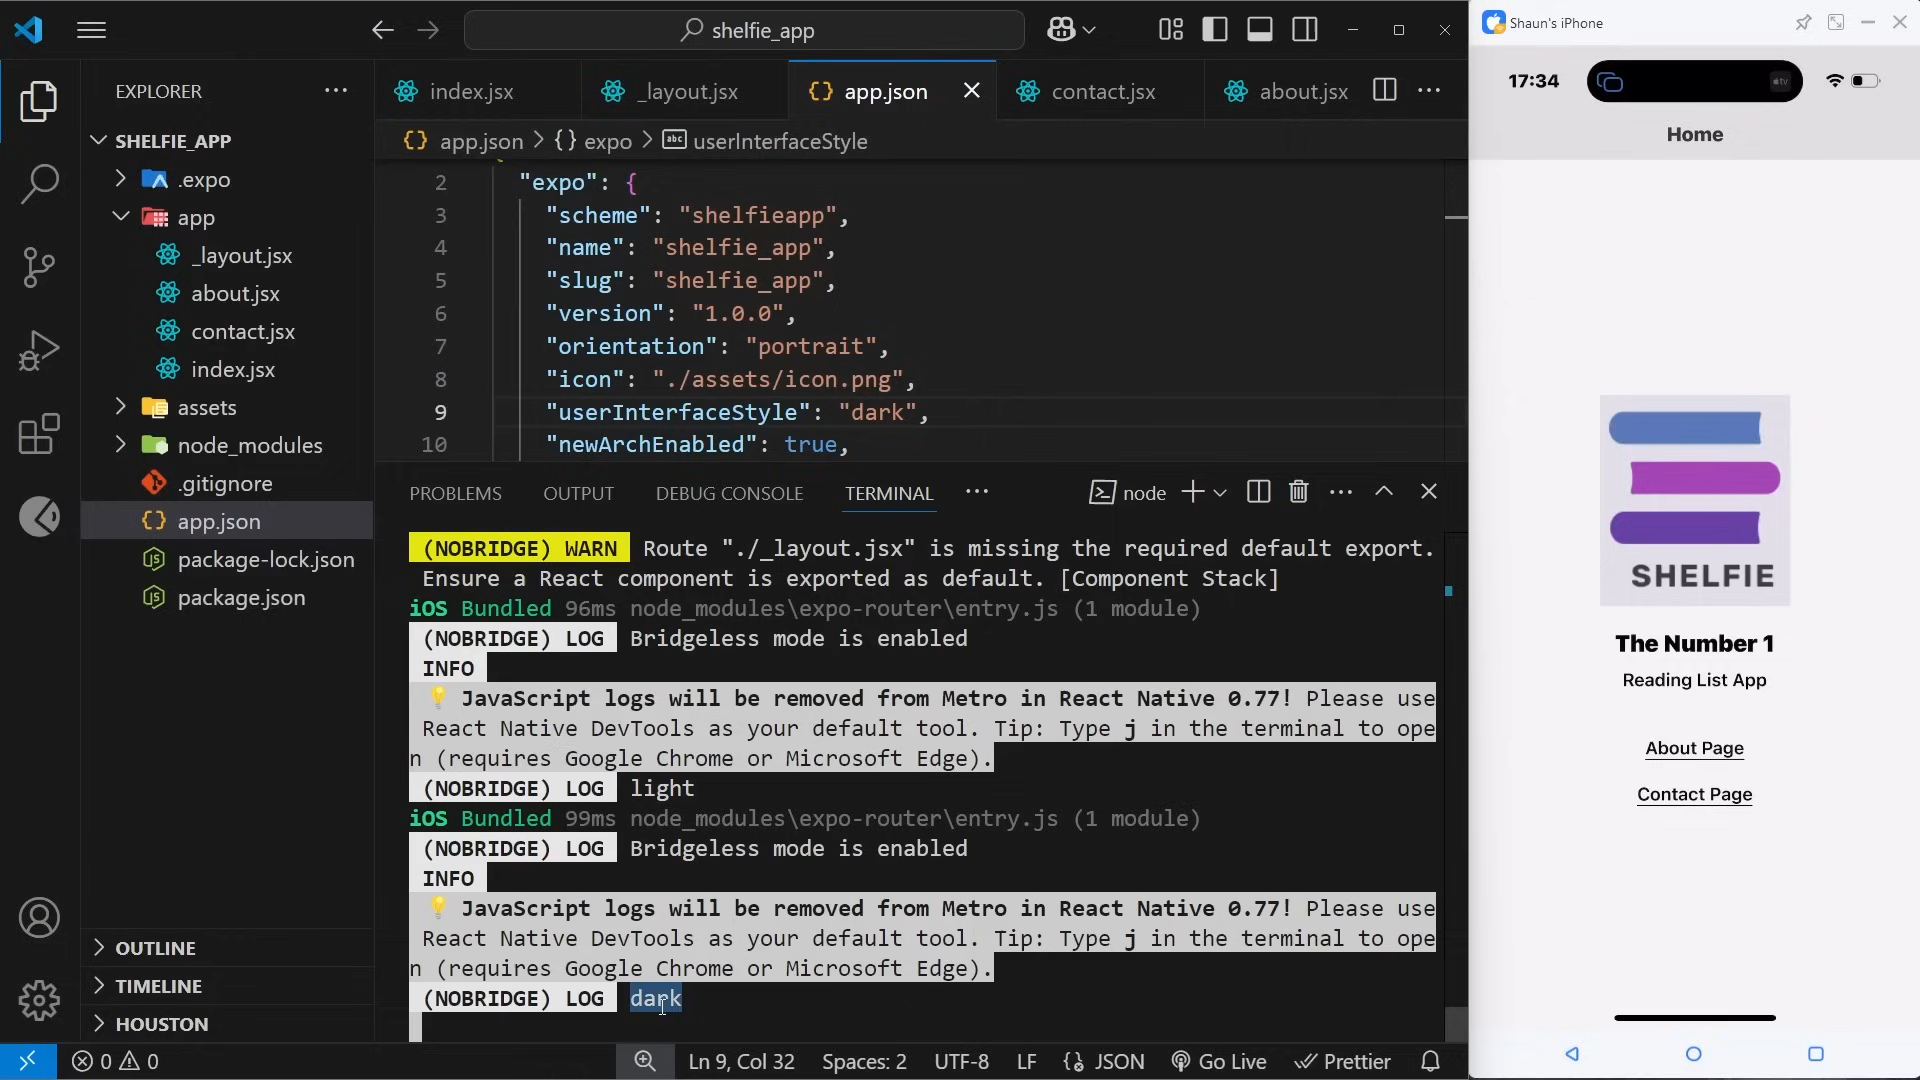 shelfie_app
EXPLORER
SHELFIE_APP
.expo
app
_layout.jsx
about.jsx
contact.jsx
index.jsx
assets
node_modules
.gitignore
app.json
package-lock.json
package.json
OUTLINE
TIMELINE
HOUSTON
index.jsx
_layout.jsx
app.json
contact.jsx
about.jsx
app.json > {} expo > abc userInterfaceStyle
2 "expo": {
3 "scheme": "shelfieapp",
4 "name": "shelfie_app",
5 "slug": "shelfie_app",
6 "version": "1.0.0",
7 "orientation": "portrait",
8 "icon": "./assets/icon.png",
9 "userInterfaceStyle": "dark",
10 "newArchEnabled": true,
PROBLEMS OUTPUT DEBUG CONSOLE TERMINAL
node
(NOBRIDGE) WARN Route "./_layout.jsx" is missing the required default export.
Ensure a React component is exported as default. [Component Stack]
iOS Bundled 96ms node_modules\expo-router\entry.js (1 module)
(NOBRIDGE) LOG Bridgeless mode is enabled
INFO
💡 JavaScript logs will be removed from Metro in React Native 0.77! Please use
React Native DevTools as your default tool. Tip: Type j in the terminal to ope
n (requires Google Chrome or Microsoft Edge).
(NOBRIDGE) LOG light
iOS Bundled 99ms node_modules\expo-router\entry.js (1 module)
(NOBRIDGE) LOG Bridgeless mode is enabled
INFO
💡 JavaScript logs will be removed from Metro in React Native 0.77! Please use
React Native DevTools as your default tool. Tip: Type j in the terminal to ope
n (requires Google Chrome or Microsoft Edge).
(NOBRIDGE) LOG dark
0 0
Ln 9, Col 32 Spaces: 2 UTF-8 LF {} JSON Go Live Prettier
Shaun's iPhone
17:34
tv
Home
SHELFIE
The Number 1
Reading List App
About Page
Contact Page